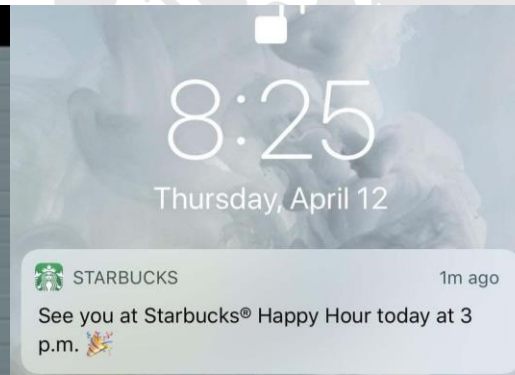 8:25
Thursday, April 12
STARBUCKS 1m ago
See you at Starbucks® Happy Hour today at 3
p.m. 🎉